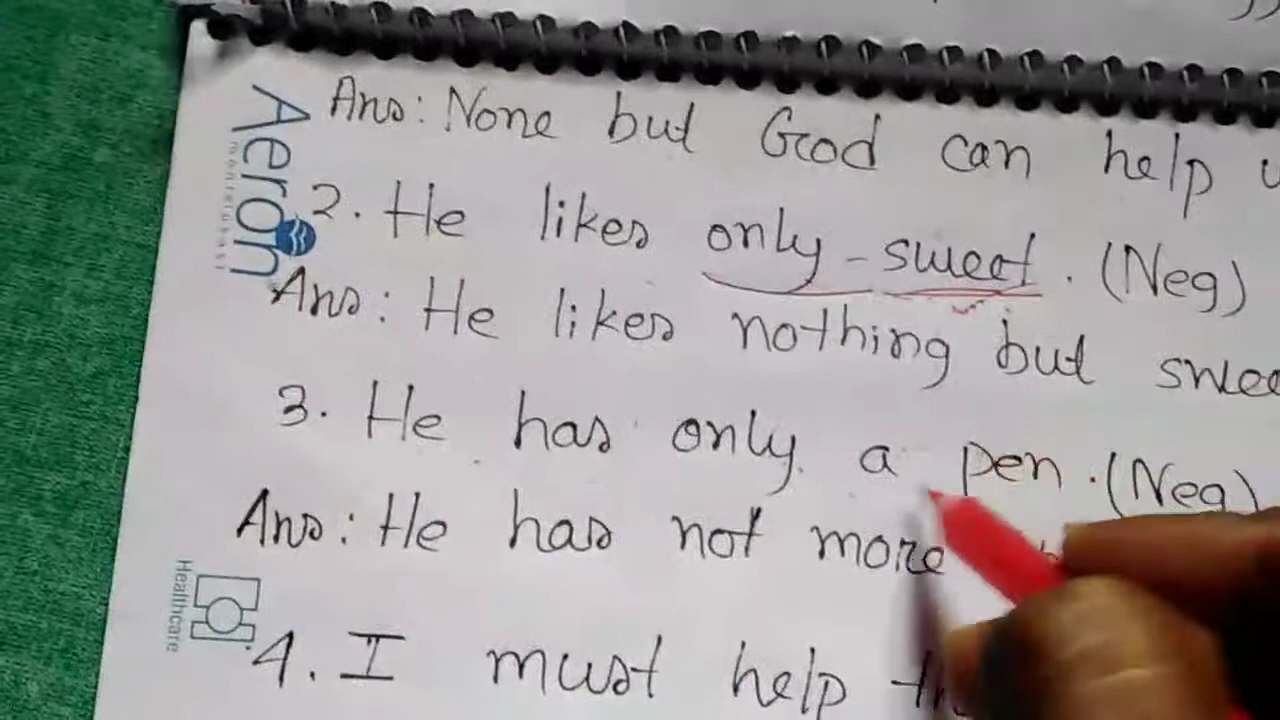 Ans: None but God can help
2. He likes only sweet. (Neg)
Ans: He likes nothing but
3. He has only a pen. (Neg)
Ans: He has not more
4. I must help
Aeron
Healthcare